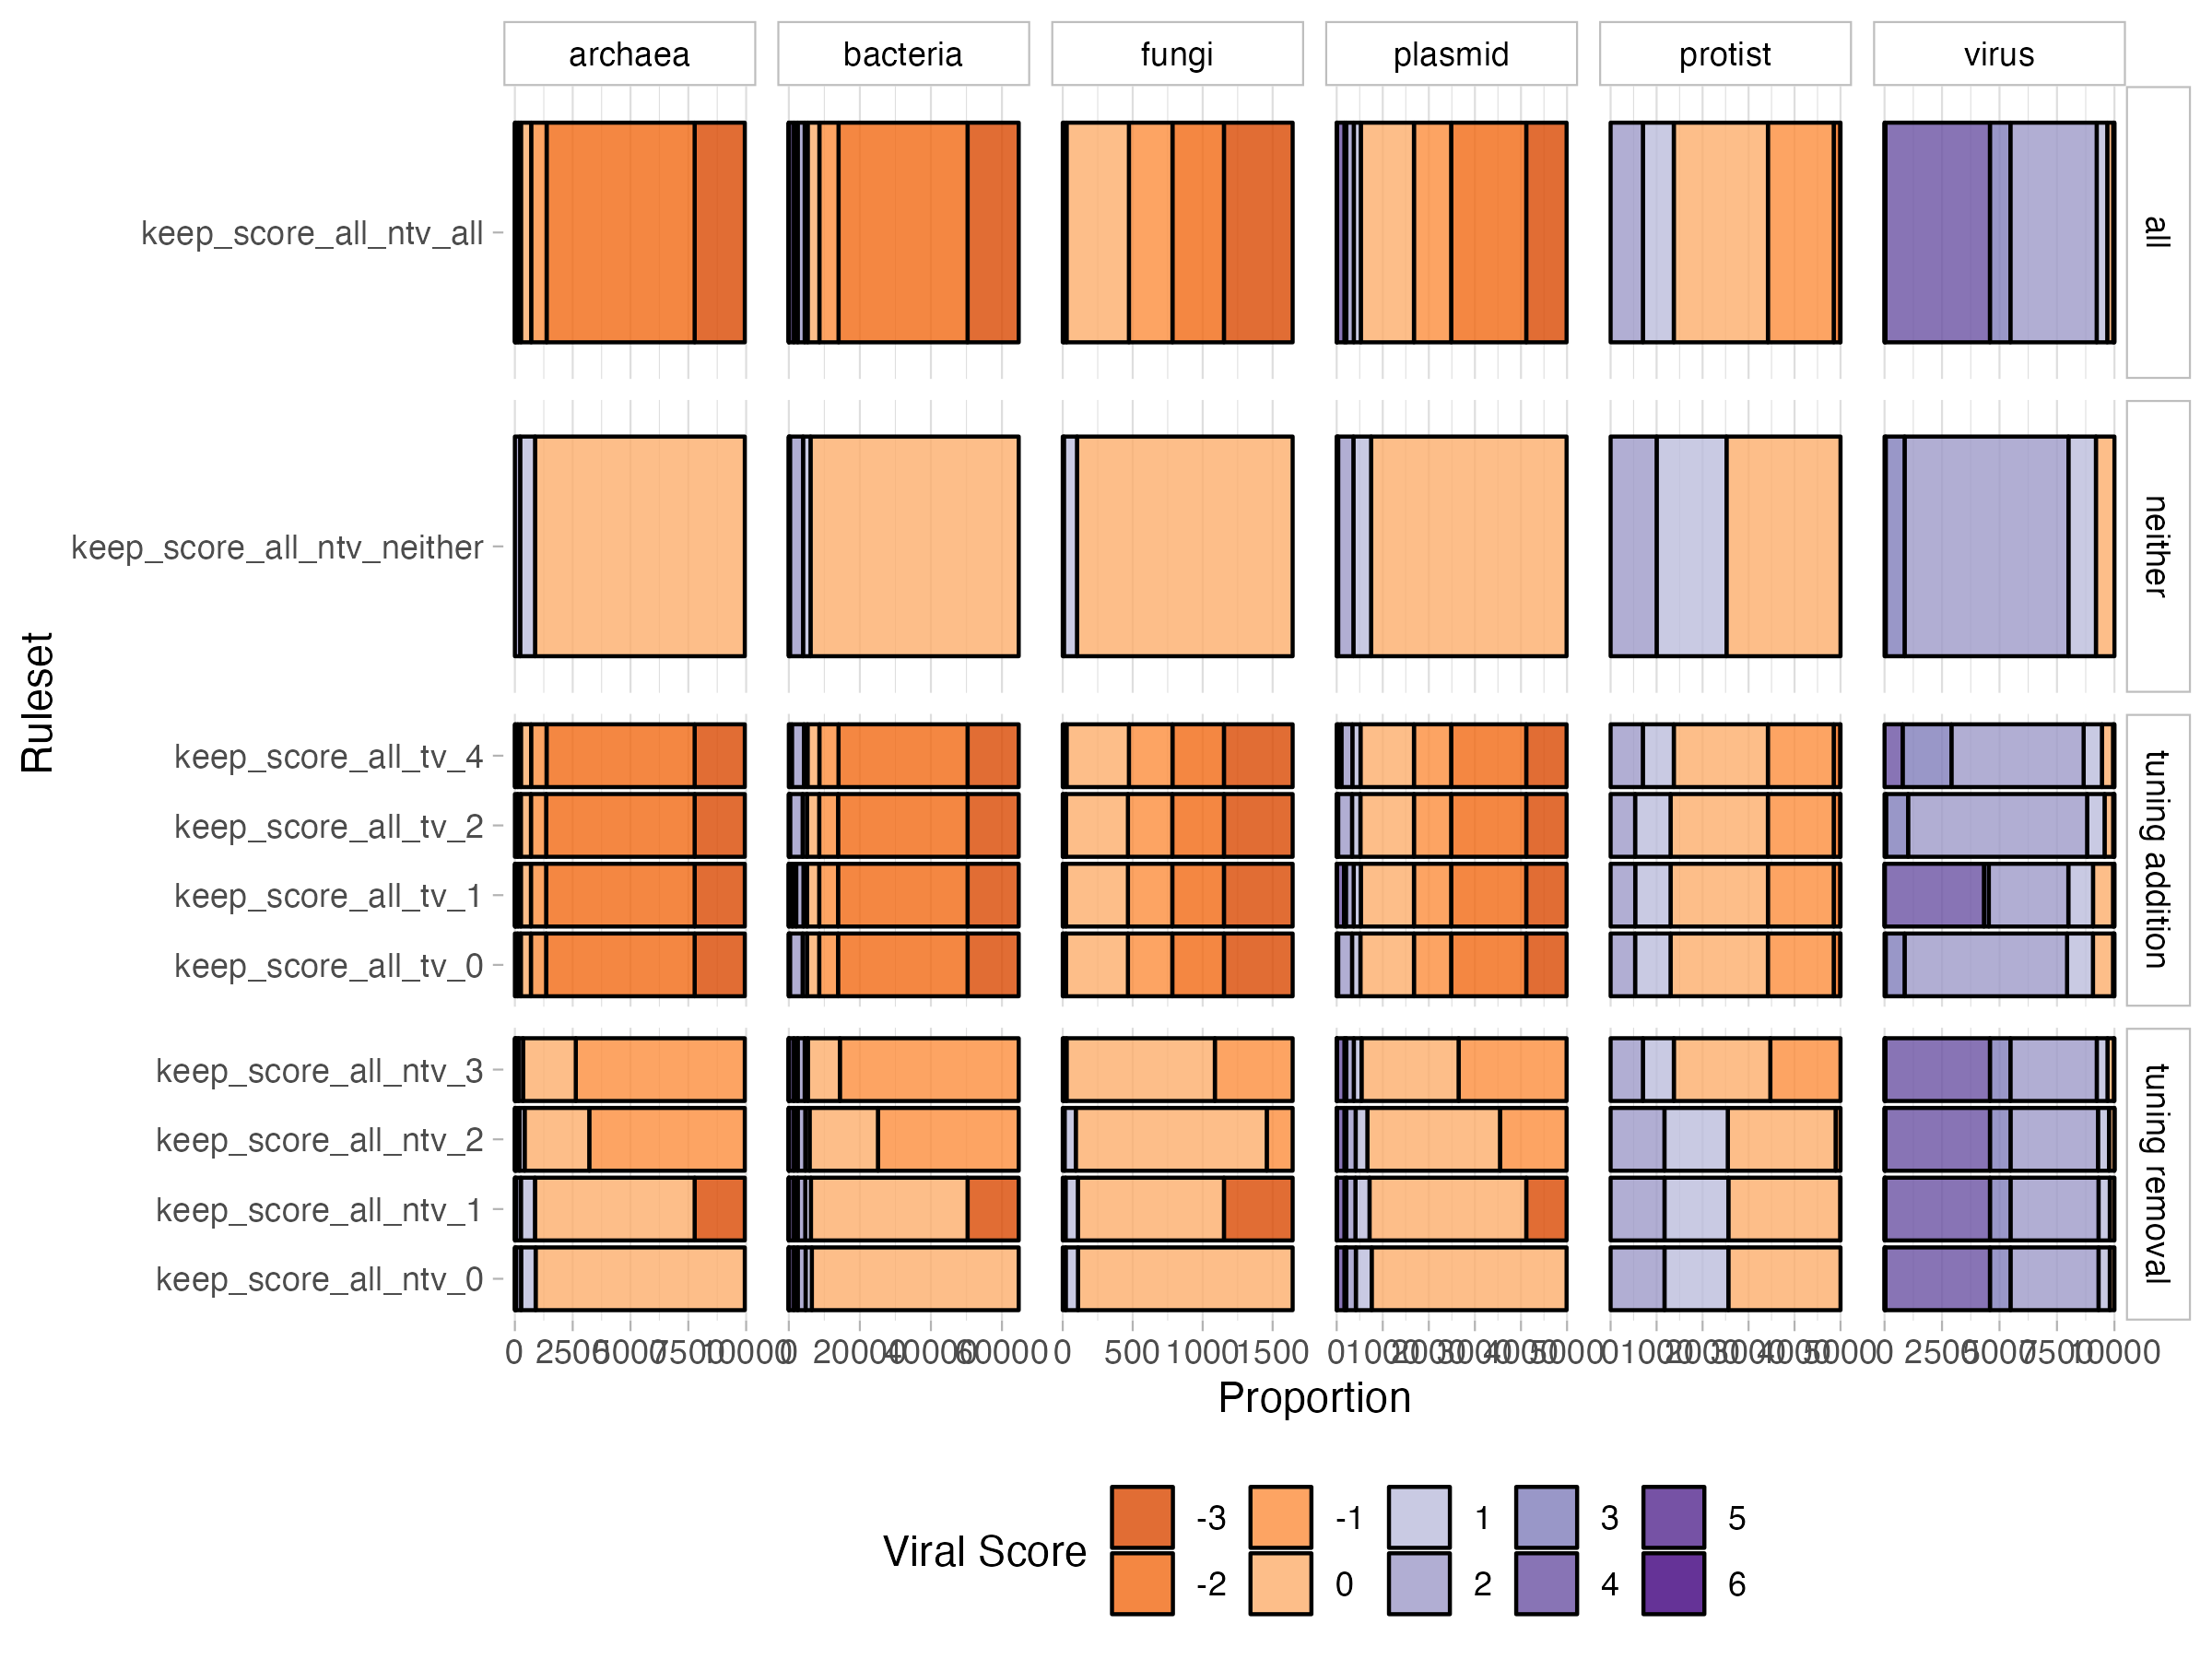 archaea bacteria fungi plasmid protist virus
keep_score_all_ntv_all
all
keep_score_all_ntv_neither
neither
Ruleset
keep_score_all_tv_4
keep_score_all_tv_2
keep_score_all_tv_1
keep_score_all_tv_0
tuning addition
keep_score_all_ntv_3
keep_score_all_ntv_2
keep_score_all_ntv_1
keep_score_all_ntv_0
tuning removal
0 2500 5000 7500 10000 0 20000 40000 60000 0 500 1000 1500 0 1000 2000 3000 4000 5000 0 1000 2000 3000 4000 5000 0 2500 5000 7500 10000
Proportion
Viral Score
-3 -1 1 3 5
-2 0 2 4 6